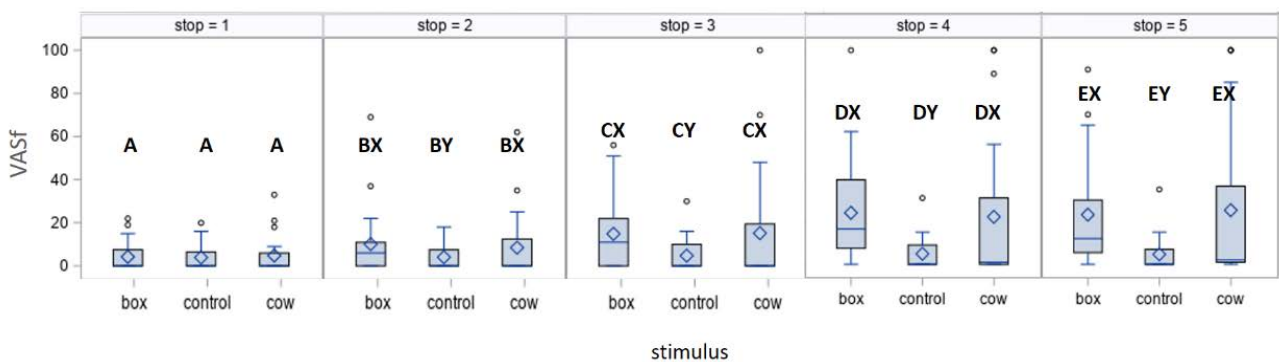 stop = 1 stop = 2 stop = 3 stop = 4 stop = 5
100
80
60
40
20
0
VASf
A A A
BX BY BX
CX CY CX
DX DY DX
EX EY EX
box control cow box control cow box control cow box control cow box control cow
stimulus